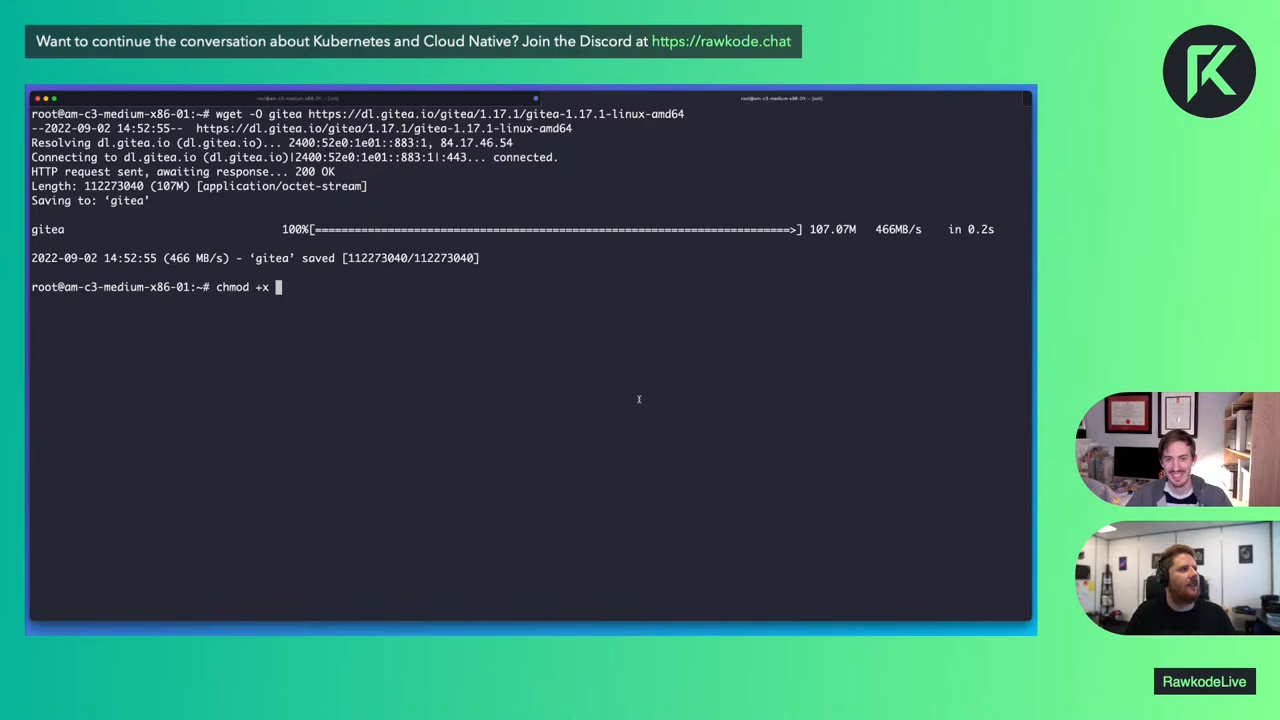 Want to continue the conversation about Kubernetes and Cloud Native? Join the Discord at https://rawkode.chat
root@am-c3-medium-x86-01:~# wget -O gitea https://dl.gitea.io/gitea/1.17.1/gitea-1.17.1-linux-amd64
--2022-09-02 14:52:55--  https://dl.gitea.io/gitea/1.17.1/gitea-1.17.1-linux-amd64
Resolving dl.gitea.io (dl.gitea.io)... 2400:52e0:1e01::883:1, 84.17.46.54
Connecting to dl.gitea.io (dl.gitea.io)|2400:52e0:1e01::883:1|:443... connected.
HTTP request sent, awaiting response... 200 OK
Length: 112273040 (107M) [application/octet-stream]
Saving to: ‘gitea’
gitea 100%[==========================================================>] 107.07M 466MB/s in 0.2s
2022-09-02 14:52:55 (466 MB/s) - ‘gitea’ saved [112273040/112273040]
root@am-c3-medium-x86-01:~# chmod +x
RawkodeLive